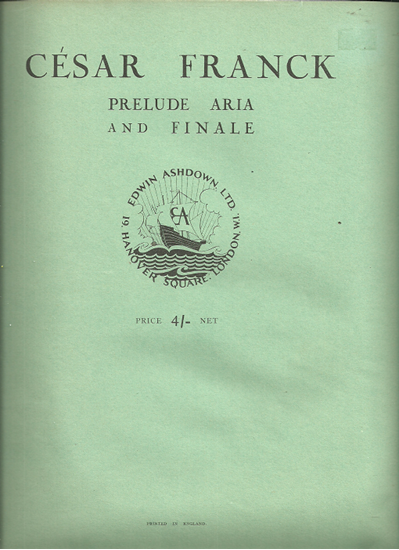 CÉSAR FRANCK
PRELUDE ARIA
AND FINALE
EDWIN ASHDOWN, LTD.
EA
19, HANOVER SQUARE, LONDON, W.1.
PRICE 4/- NET
PRINTED IN ENGLAND